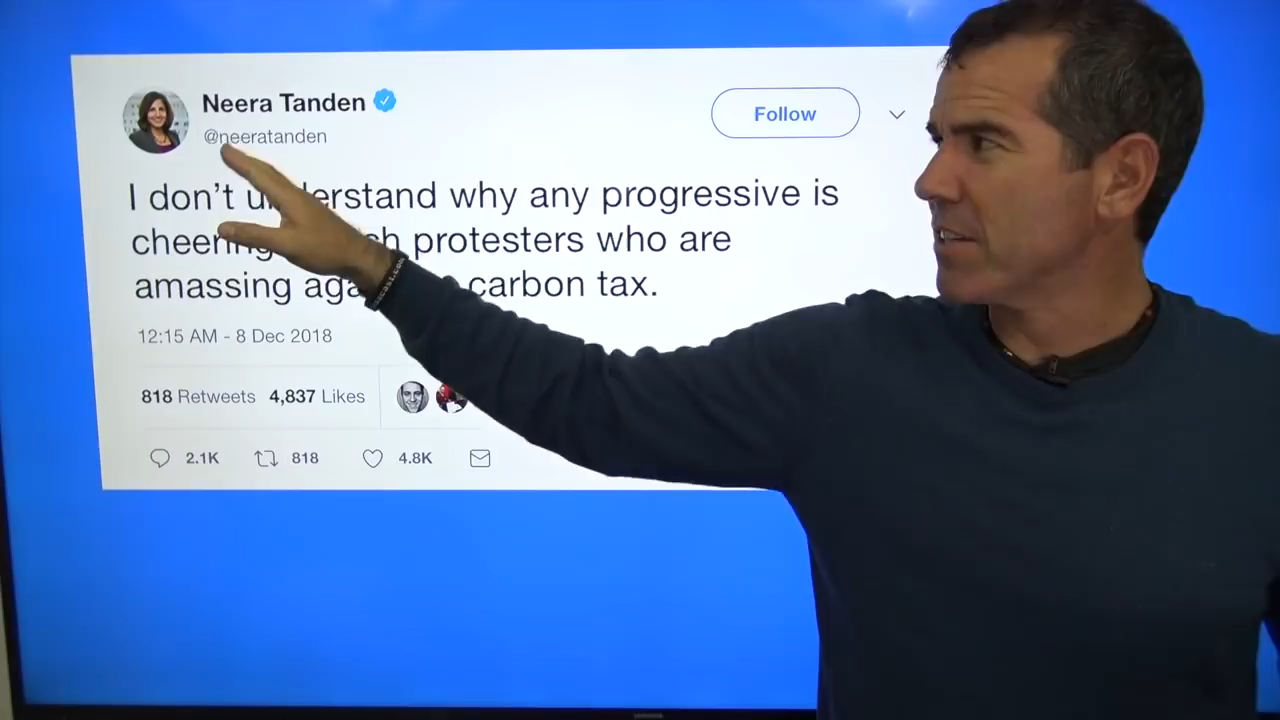 Neera Tanden
@neeratanden
Follow
I don't understand why any progressive is
protesters who are
amassing carbon tax.
12:15 AM - 8 Dec 2018
818 Retweets 4,837 Likes
2.1K 818 4.8K